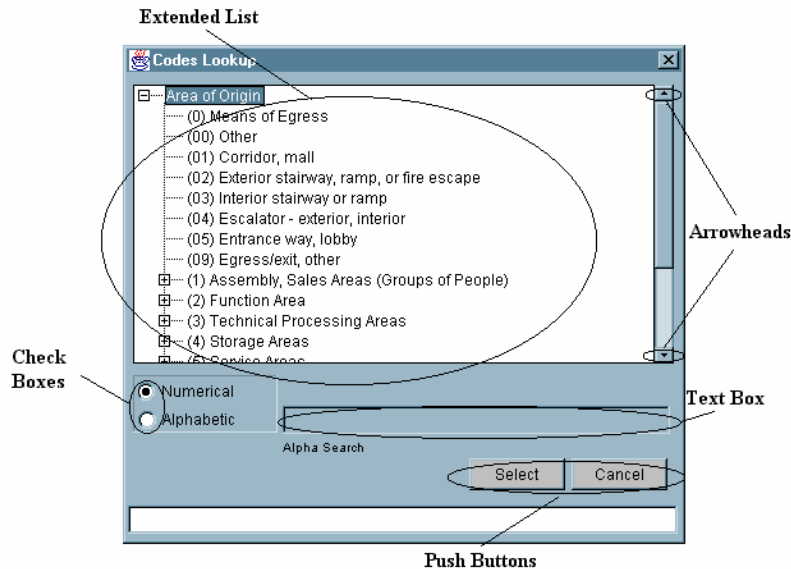 Extended List
Codes Lookup
Area of Origin
(0) Means of Egress
(00) Other
(01) Corridor, mall
(02) Exterior stairway, ramp, or fire escape
(03) Interior stairway or ramp
(04) Escalator - exterior, interior
(05) Entrance way, lobby
(09) Egress/exit, other
(1) Assembly, Sales Areas (Groups of People)
(2) Function Area
(3) Technical Processing Areas
(4) Storage Areas
(5) Service Areas
Arrowheads
Check
Boxes
Numerical
Alphabetic
Text Box
Alpha Search
Select
Cancel
Push Buttons